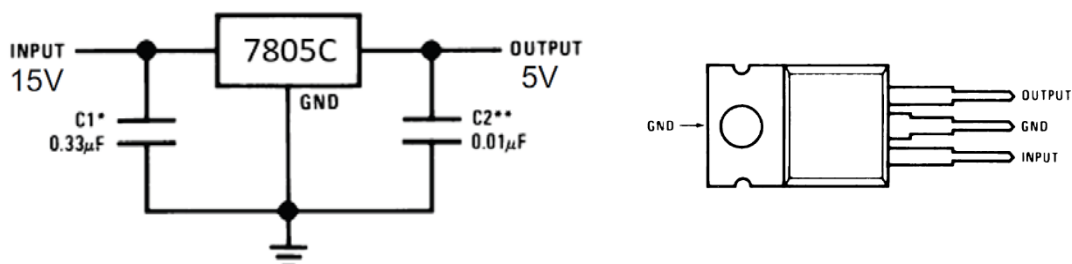 INPUT
15V
7805C
GND
OUTPUT
5V
C1*
0.33μF
C2**
0.01μF
GND
OUTPUT
GND
INPUT